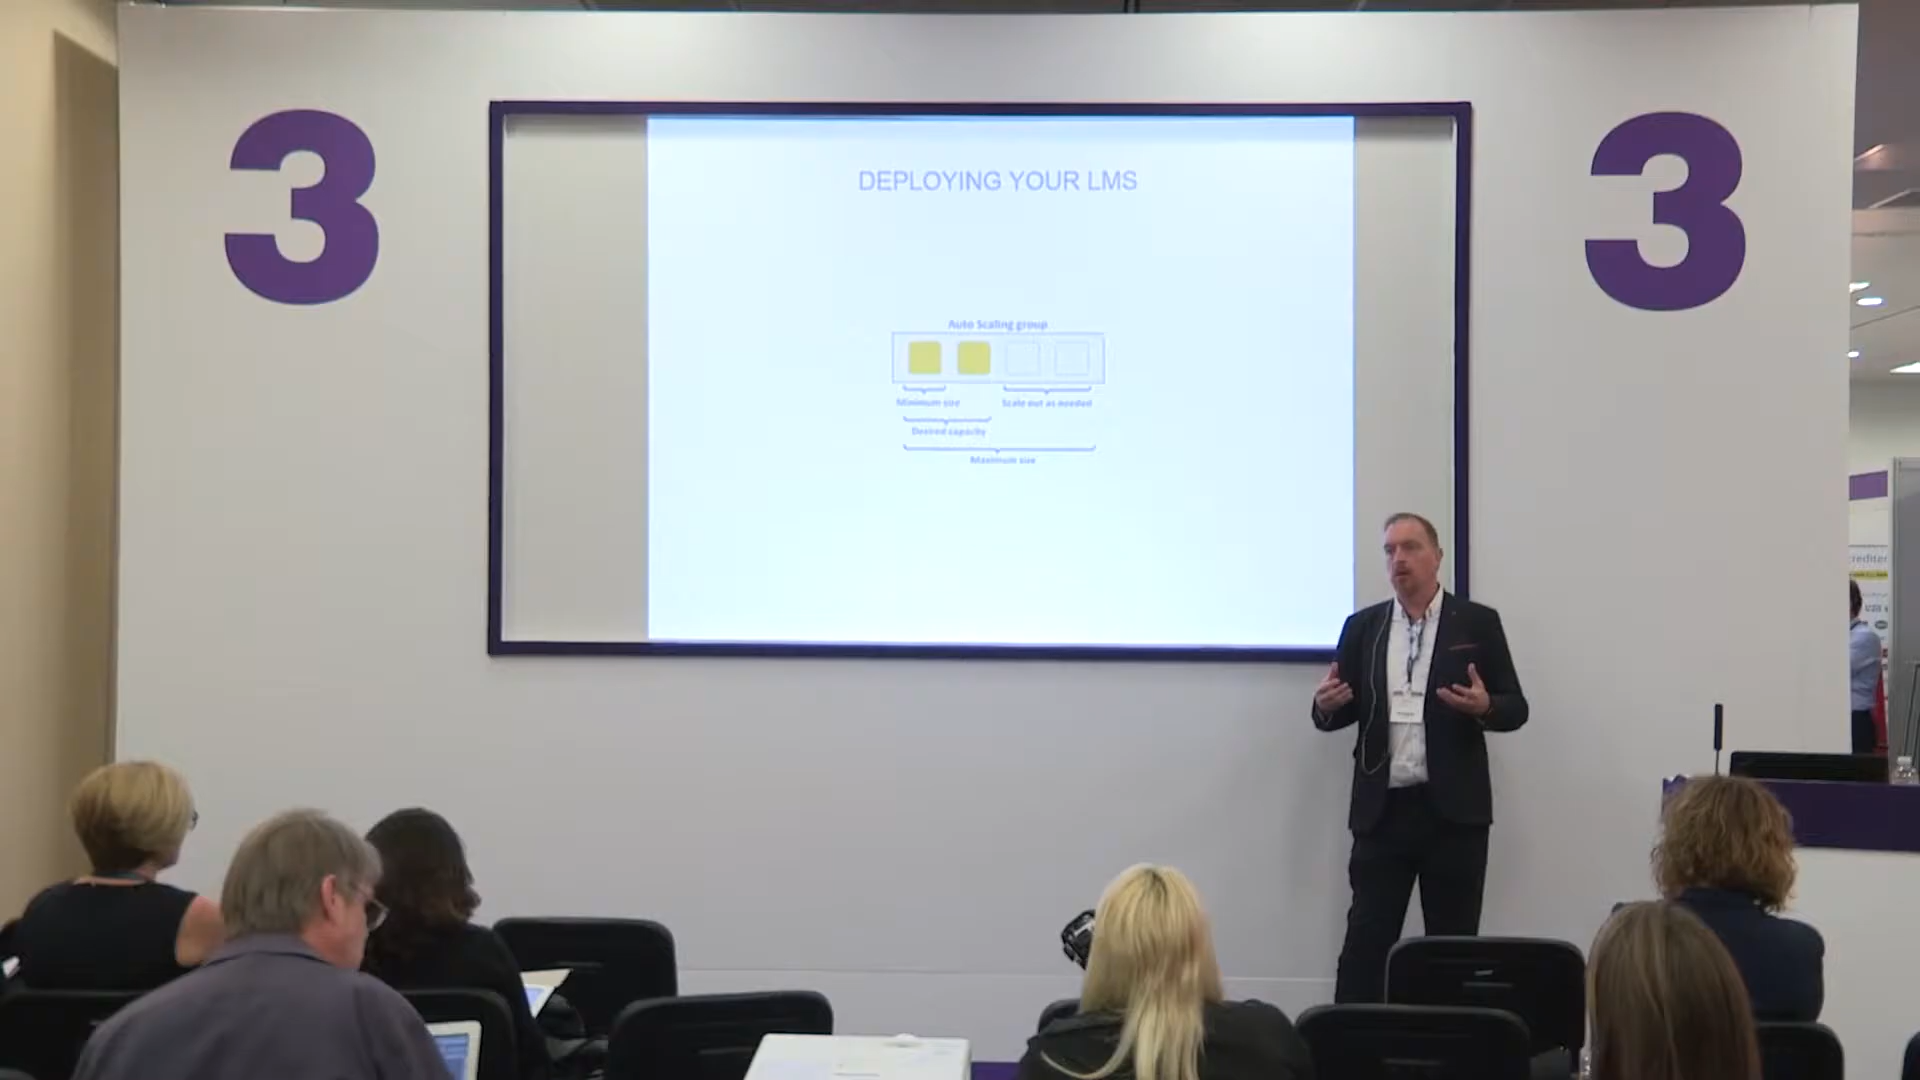 3
3
DEPLOYING YOUR LMS
Auto Scaling group
Minimum size
Scale out as needed
Desired capacity
Maximum size